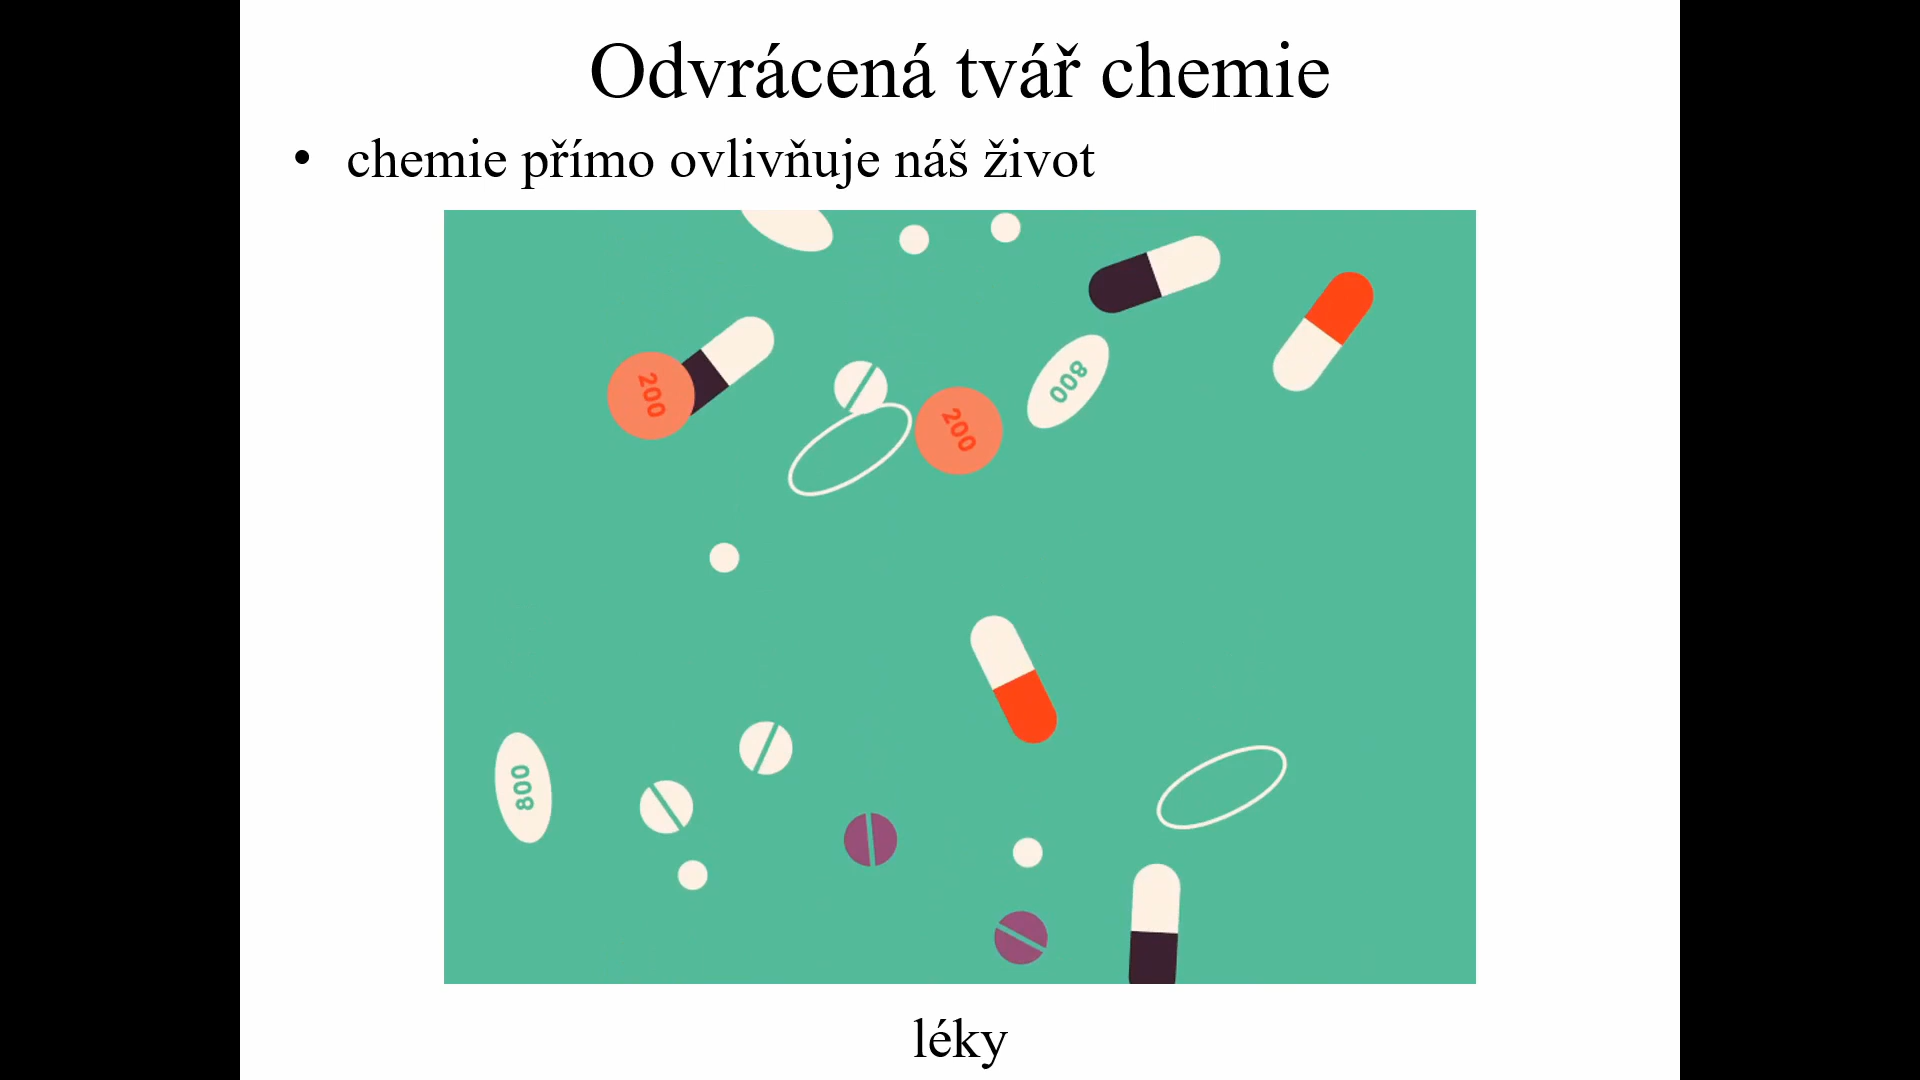 Odvrácená tvář chemie
• chemie přímo ovlivňuje náš život
200
200
800
800
léky